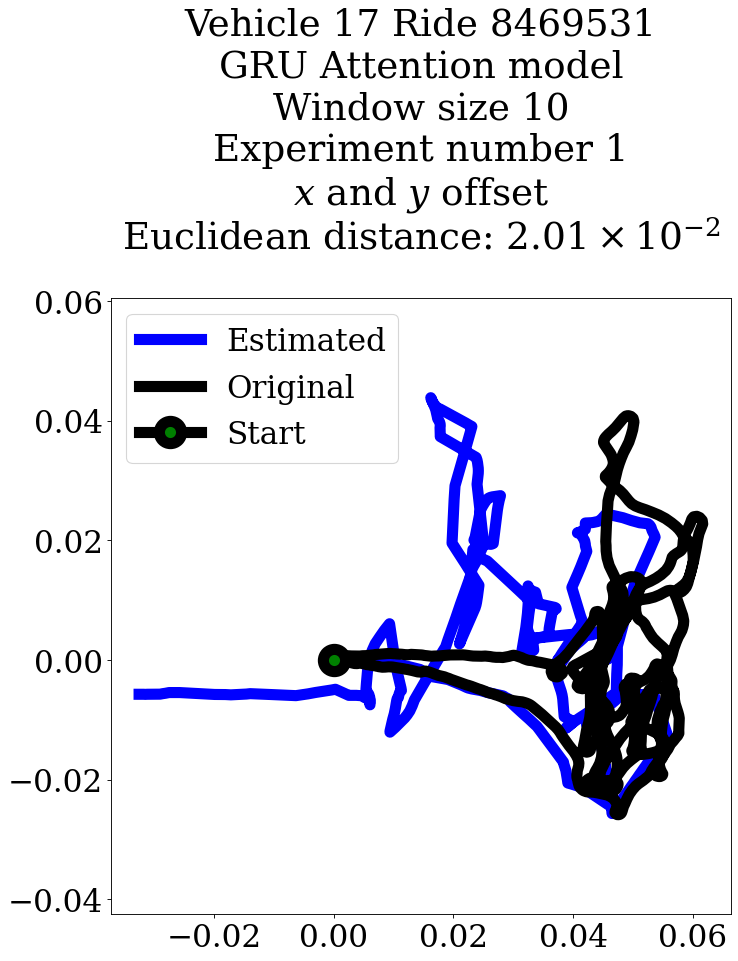 Vehicle 17 Ride 8469531
GRU Attention model
Window size 10
Experiment number 1
x and y offset
Euclidean distance: 2.01 × 10⁻²
0.06
Estimated
Original
0.04
Start
0.02
0.00
−0.02
−0.04
−0.02 0.00 0.02 0.04 0.06